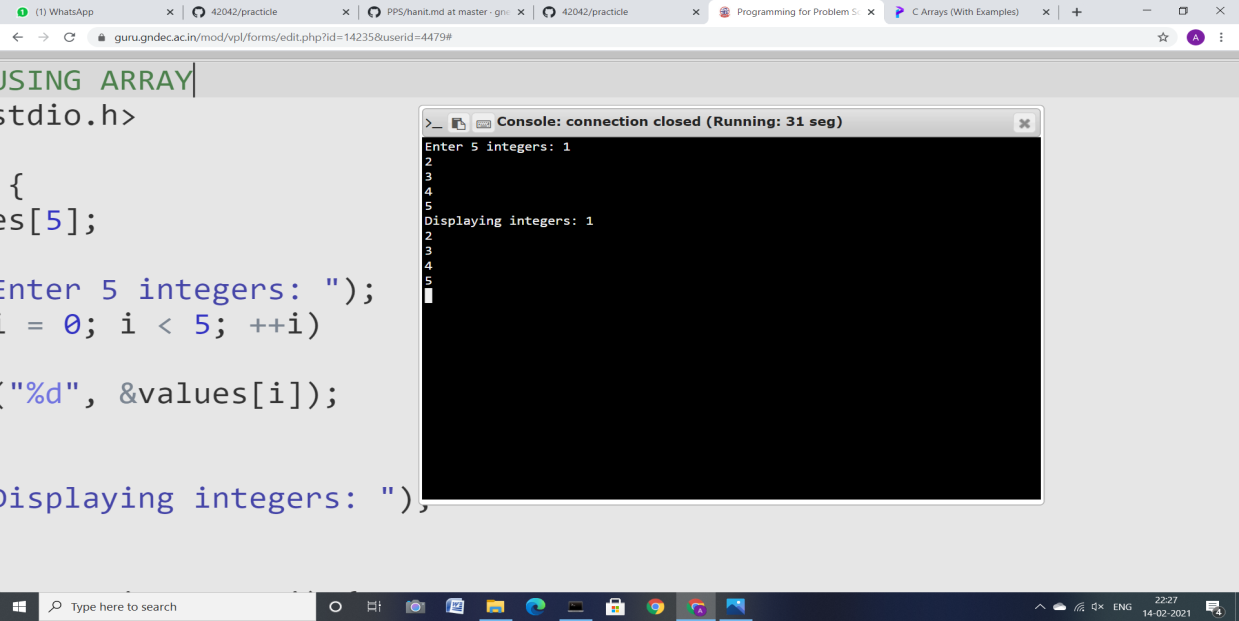 (1) WhatsApp
42042/practicle
PPS/hanit.md at master · gne
42042/practicle
Programming for Problem So
C Arrays (With Examples)
guru.gndec.ac.in/mod/vpl/forms/edit.php?id=14235&userid=4479#
A
USING ARRAY
stdio.h>
{
es[5];
Enter 5 integers: ");
i = 0; i < 5; ++i)
("%d", &values[i]);
Displaying integers: ");
Console: connection closed (Running: 31 seg)
Enter 5 integers: 1
2
3
4
5
Displaying integers: 1
2
3
4
5
Type here to search
ENG
22:27
14-02-2021
4